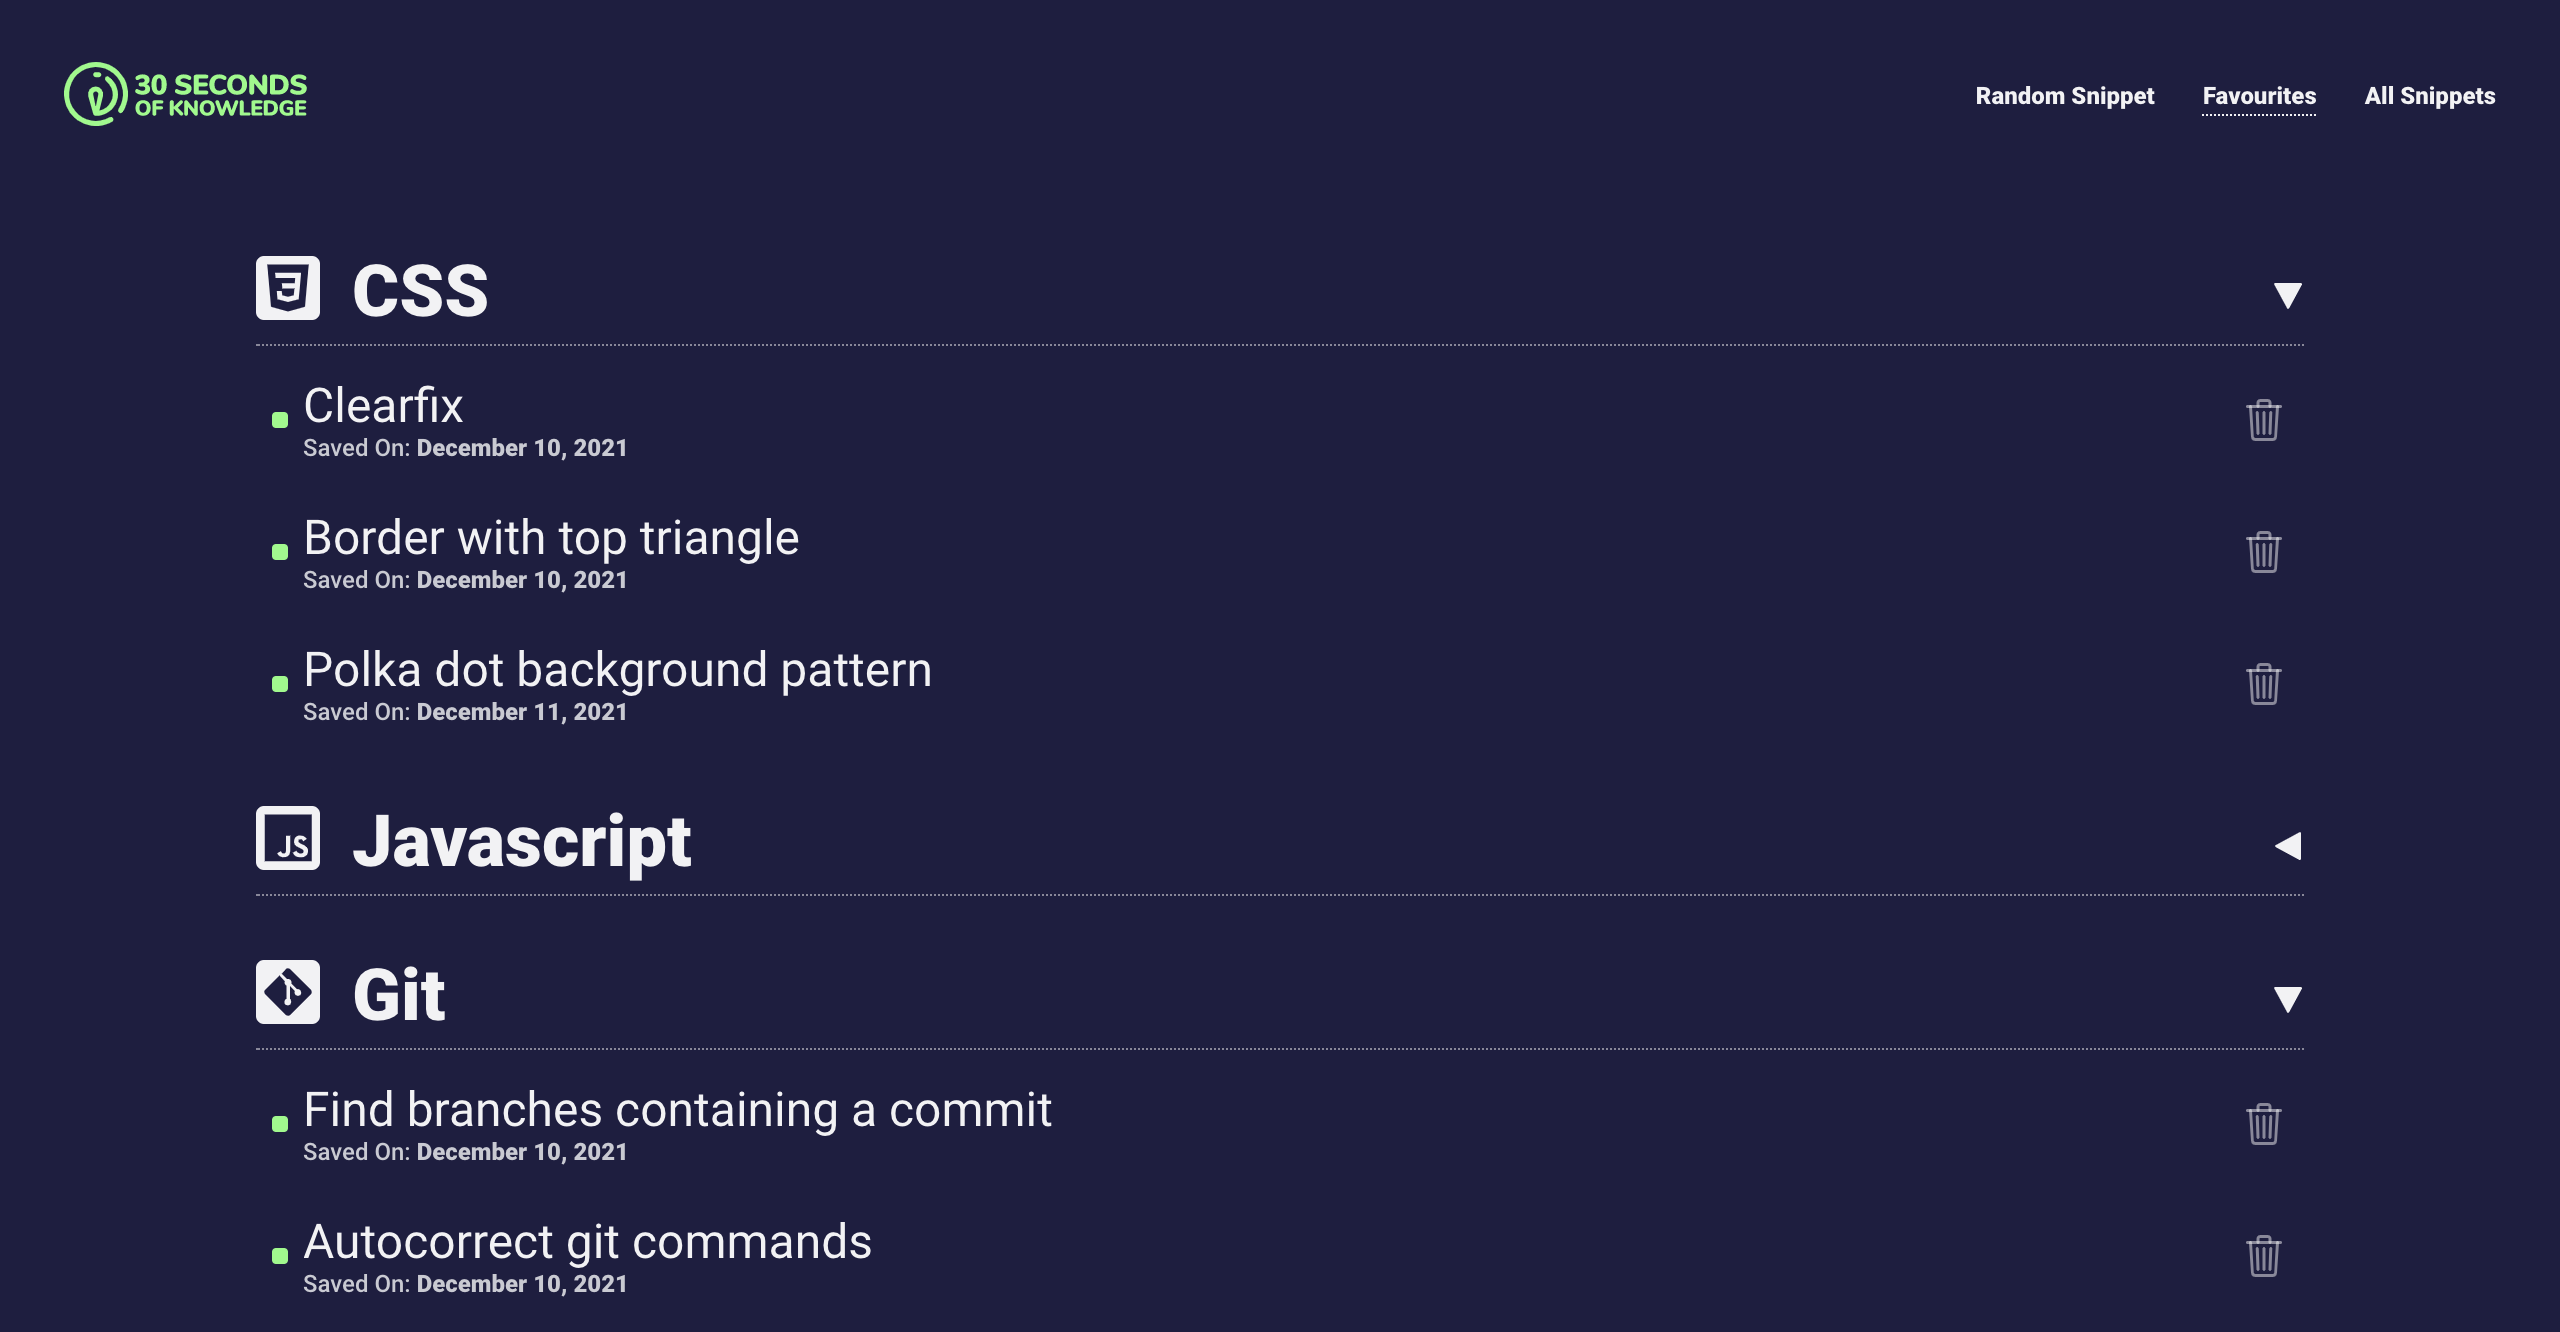 30 SECONDS
OF KNOWLEDGE
Random Snippet Favourites All Snippets
CSS
Clearfix
Saved On: December 10, 2021
Border with top triangle
Saved On: December 10, 2021
Polka dot background pattern
Saved On: December 11, 2021
JS Javascript
Git
Find branches containing a commit
Saved On: December 10, 2021
Autocorrect git commands
Saved On: December 10, 2021